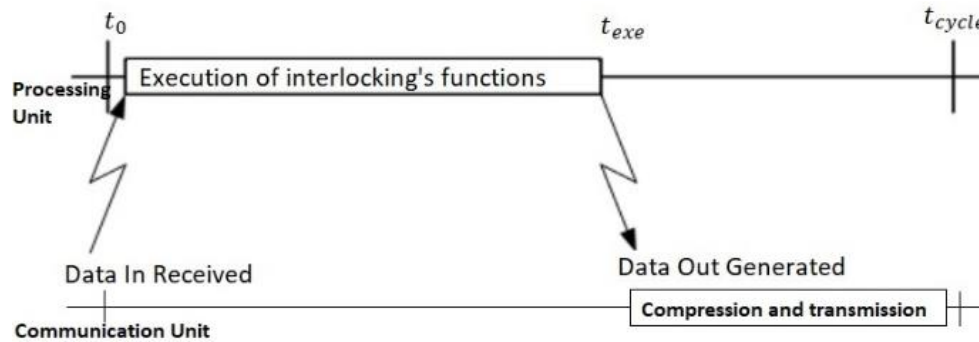 t₀
t_exe
t_cycle
Execution of interlocking's functions
Processing
Unit
Data In Received
Data Out Generated
Compression and transmission
Communication Unit